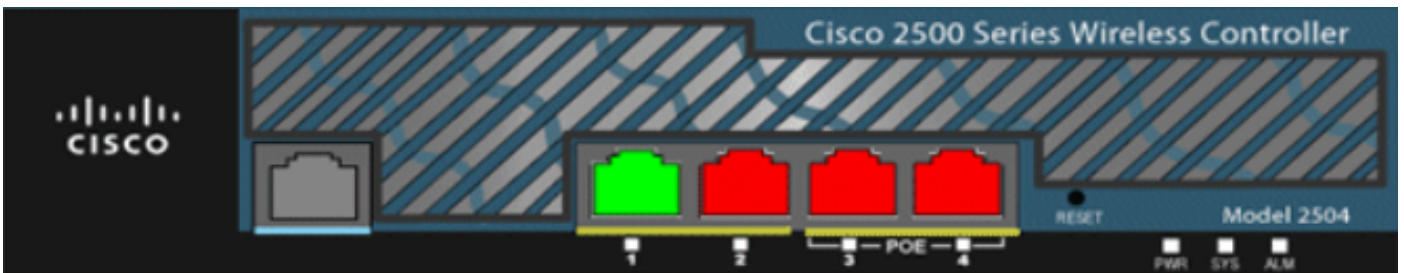 Cisco 2500 Series Wireless Controller
CISCO
RESET
Model 2504
1 2 3 POE 4
PWR SYS ALM